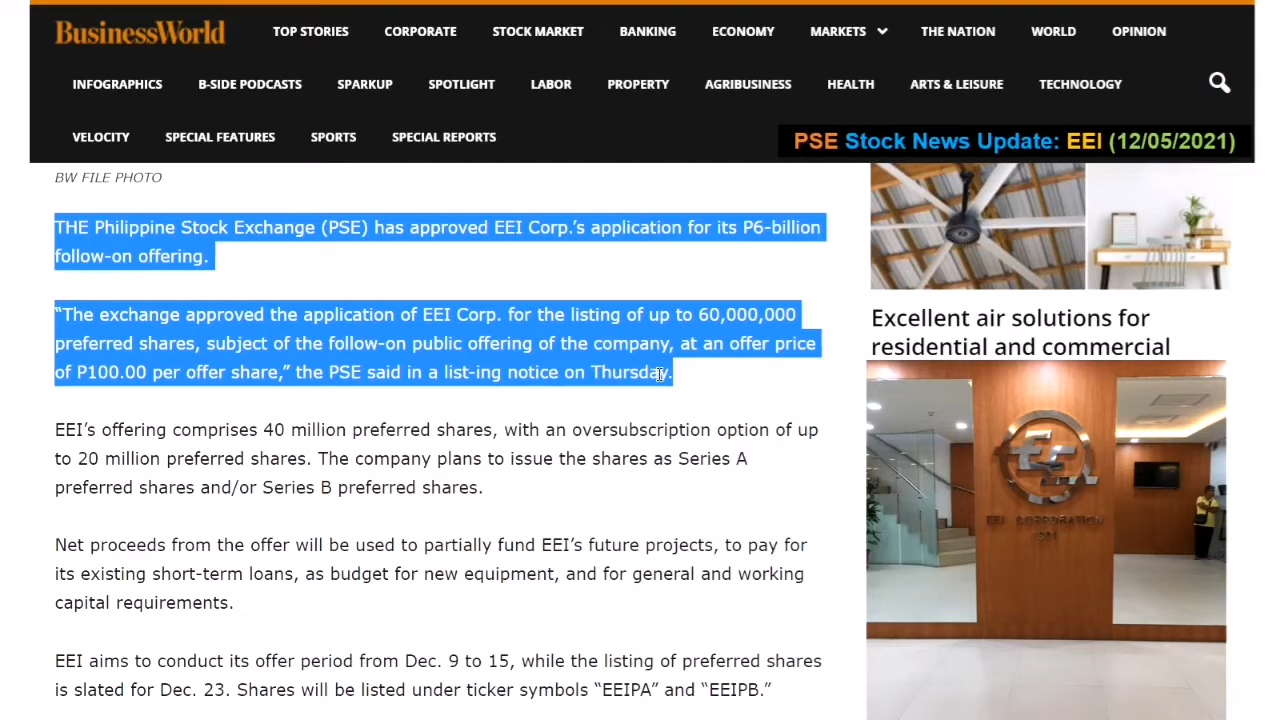 BusinessWorld
TOP STORIES CORPORATE STOCK MARKET BANKING ECONOMY MARKETS THE NATION WORLD OPINION
INFOGRAPHICS B-SIDE PODCASTS SPARKUP SPOTLIGHT LABOR PROPERTY AGRIBUSINESS HEALTH ARTS & LEISURE TECHNOLOGY
VELOCITY SPECIAL FEATURES SPORTS SPECIAL REPORTS
PSE Stock News Update: EEI (12/05/2021)
BW FILE PHOTO
THE Philippine Stock Exchange (PSE) has approved EEI Corp.’s application for its P6-billion
follow-on offering.
“The exchange approved the application of EEI Corp. for the listing of up to 60,000,000
preferred shares, subject of the follow-on public offering of the company, at an offer price
of P100.00 per offer share,” the PSE said in a list-ing notice on Thursday.
EEI’s offering comprises 40 million preferred shares, with an oversubscription option of up
to 20 million preferred shares. The company plans to issue the shares as Series A
preferred shares and/or Series B preferred shares.
Net proceeds from the offer will be used to partially fund EEI’s future projects, to pay for
its existing short-term loans, as budget for new equipment, and for general and working
capital requirements.
EEI aims to conduct its offer period from Dec. 9 to 15, while the listing of preferred shares
is slated for Dec. 23. Shares will be listed under ticker symbols “EEIPA” and “EEIPB.”
Excellent air solutions for
residential and commercial
EEI
EEI CORPORATION